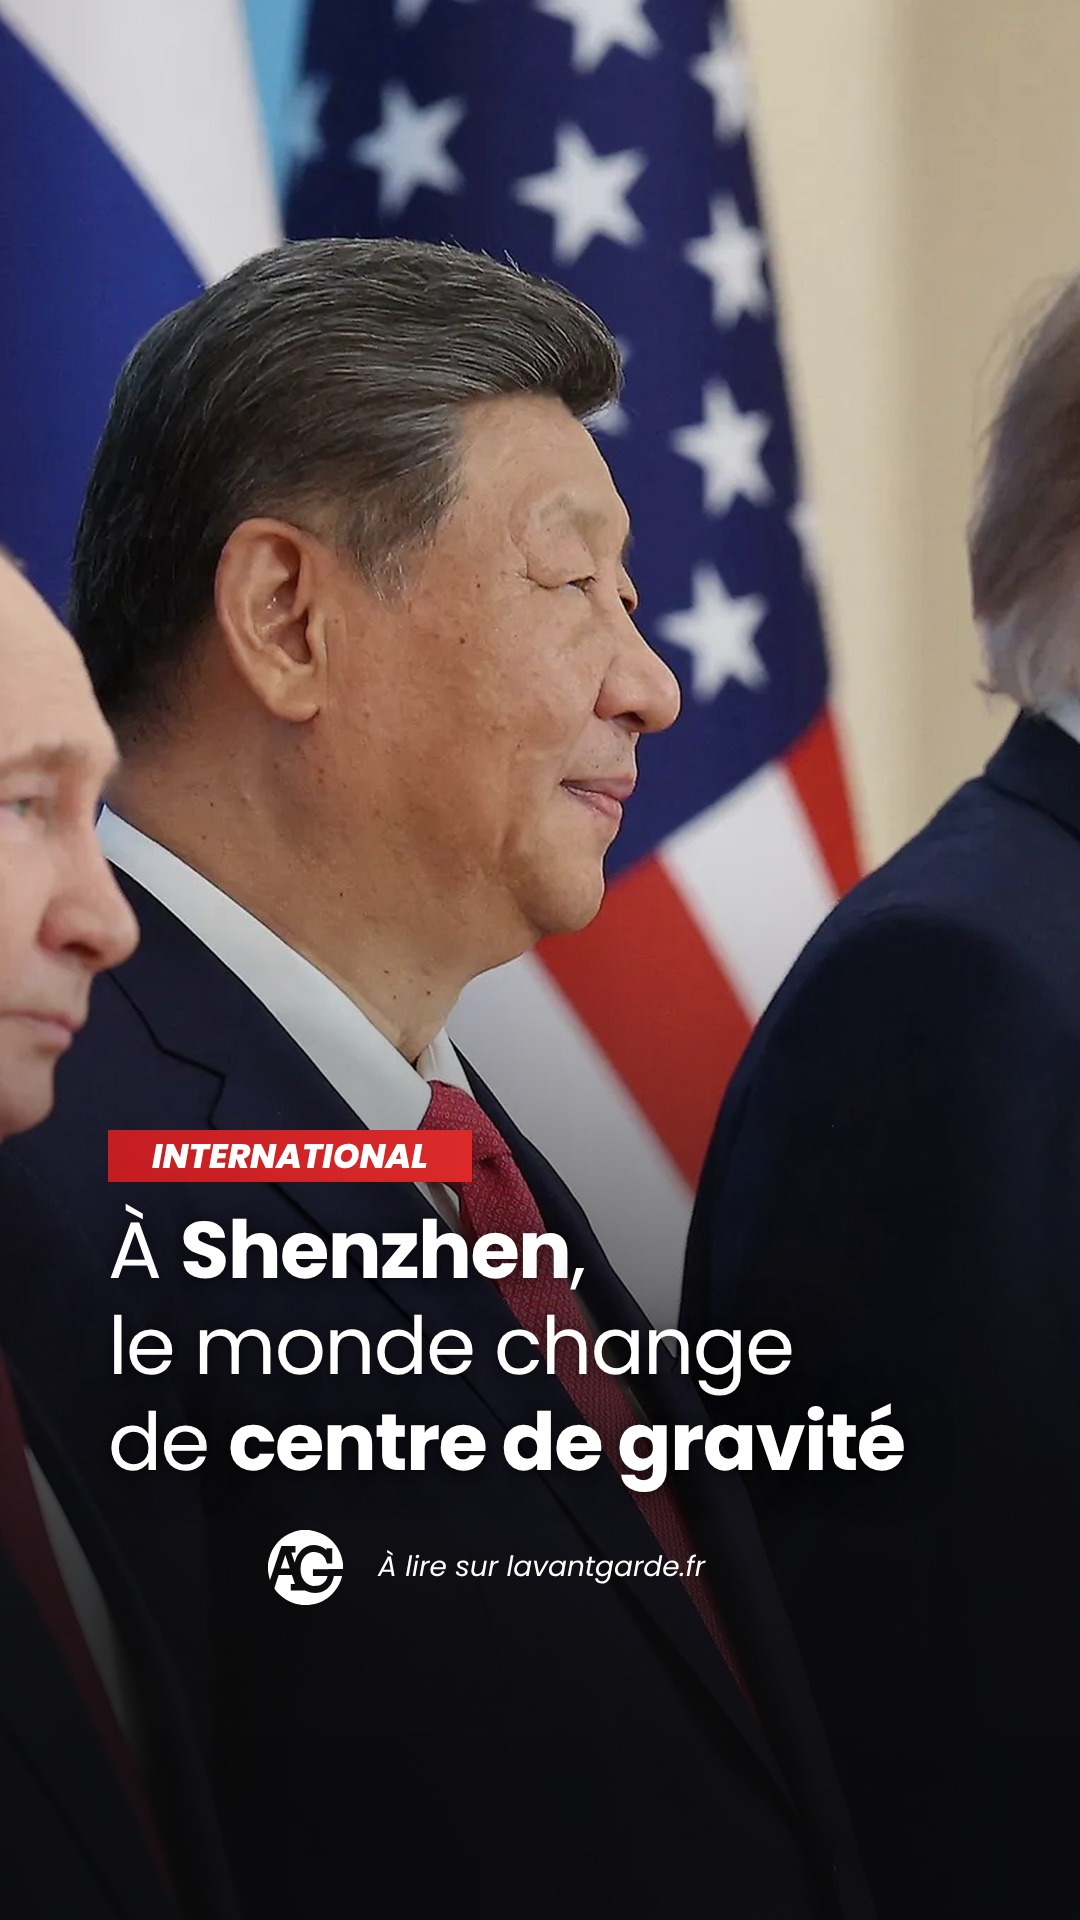 INTERNATIONAL
À Shenzhen,
le monde change
de centre de gravité
AG
À lire sur lavantgarde.fr